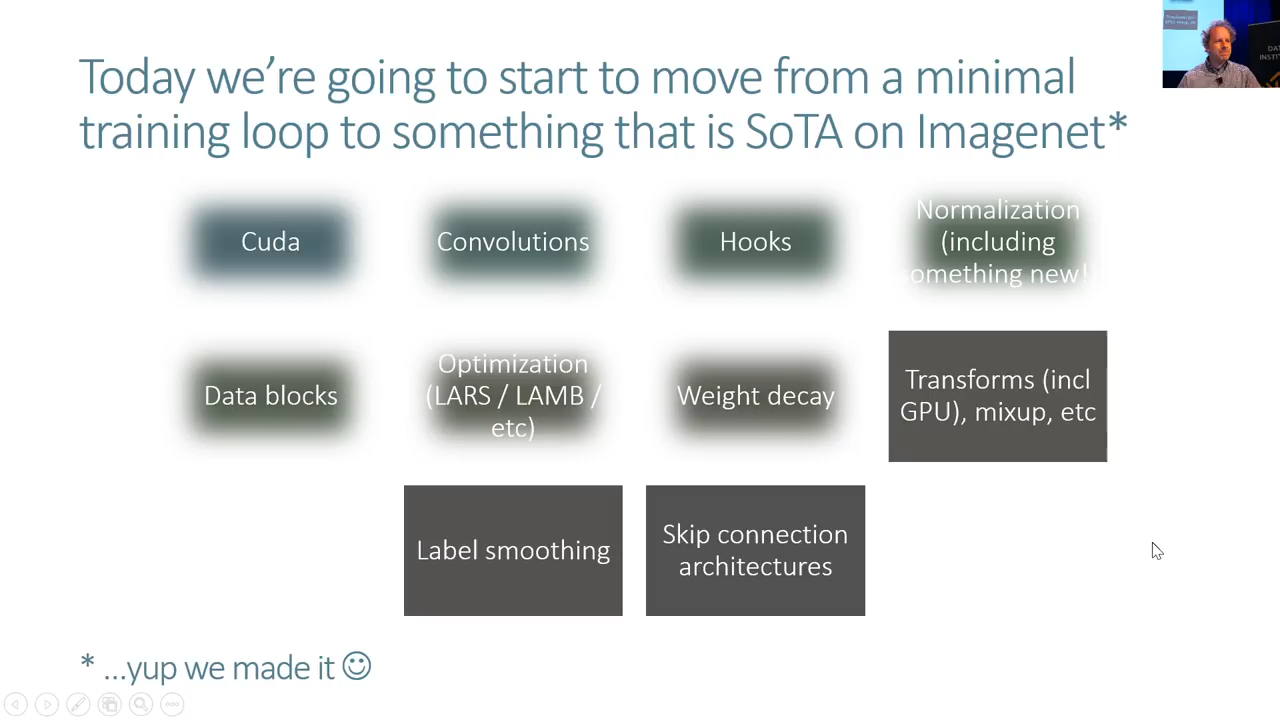 Today we're going to start to move from a minimal
training loop to something that is SoTA on Imagenet*
Cuda
Convolutions
Hooks
Normalization
(including
something new!
Data blocks
Optimization
(LARS / LAMB /
etc)
Weight decay
Transforms (incl
GPU), mixup, etc
Label smoothing
Skip connection
architectures
* ...yup we made it ☺